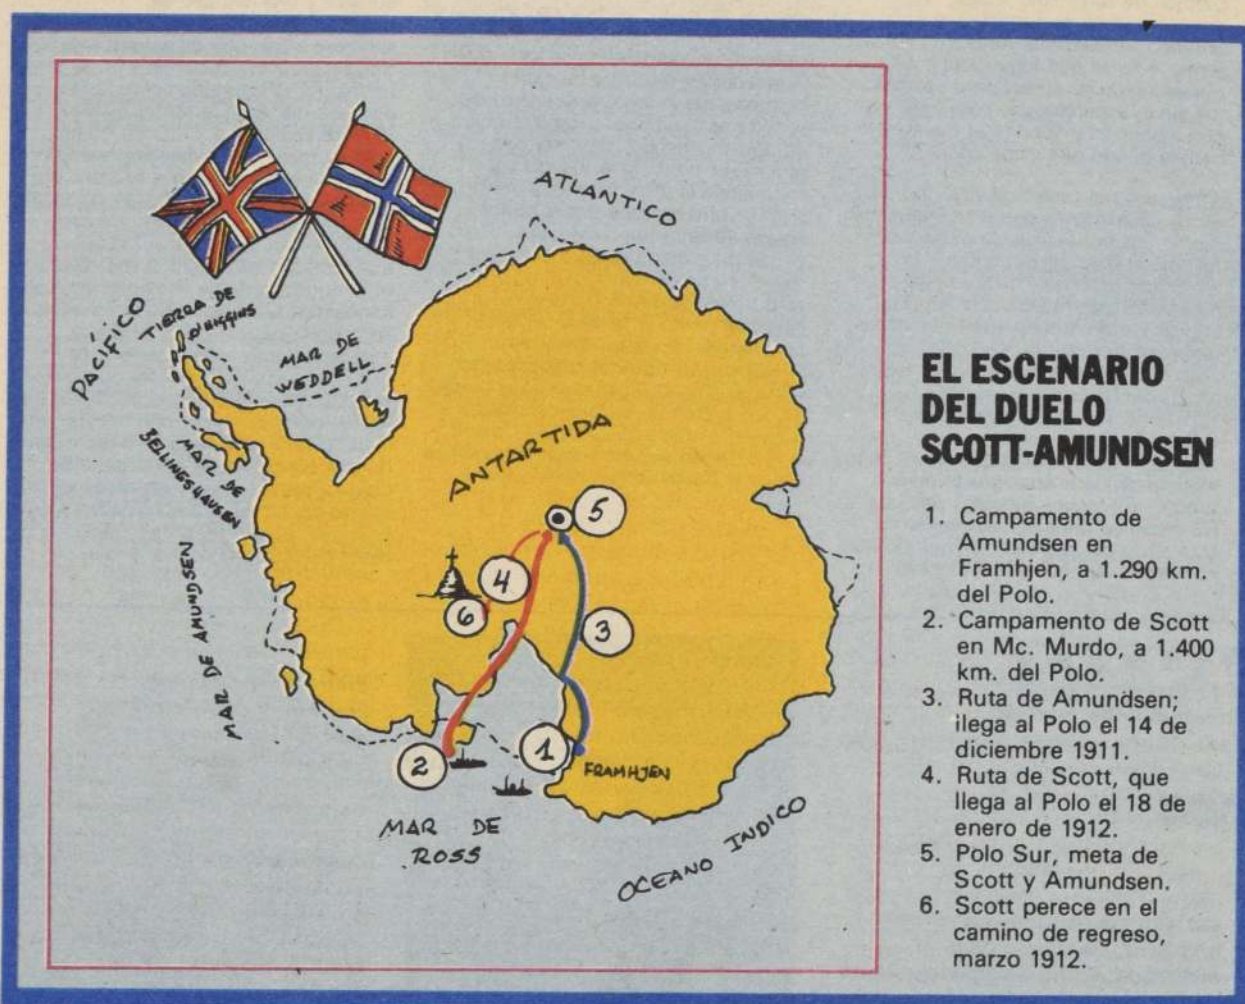 ATLÁNTICO
PACÍFICO
TIERRA DE
O'HIGGINS
MAR DE
WEDDELL
MAR DE
BELLINGSHAUSEN
ANTARTIDA
MAR DE AMUNDSEN
5
4
6
3
2
1
FRAMHJEN
MAR DE
ROSS
OCEANO INDICO
EL ESCENARIO
DEL DUELO
SCOTT-AMUNDSEN
1. Campamento de
Amundsen en
Framhjen, a 1.290 km.
del Polo.
2. Campamento de Scott
en Mc. Murdo, a 1.400
km. del Polo.
3. Ruta de Amundsen;
llega al Polo el 14 de
diciembre 1911.
4. Ruta de Scott, que
llega al Polo el 18 de
enero de 1912.
5. Polo Sur, meta de
Scott y Amundsen.
6. Scott perece en el
camino de regreso,
marzo 1912.